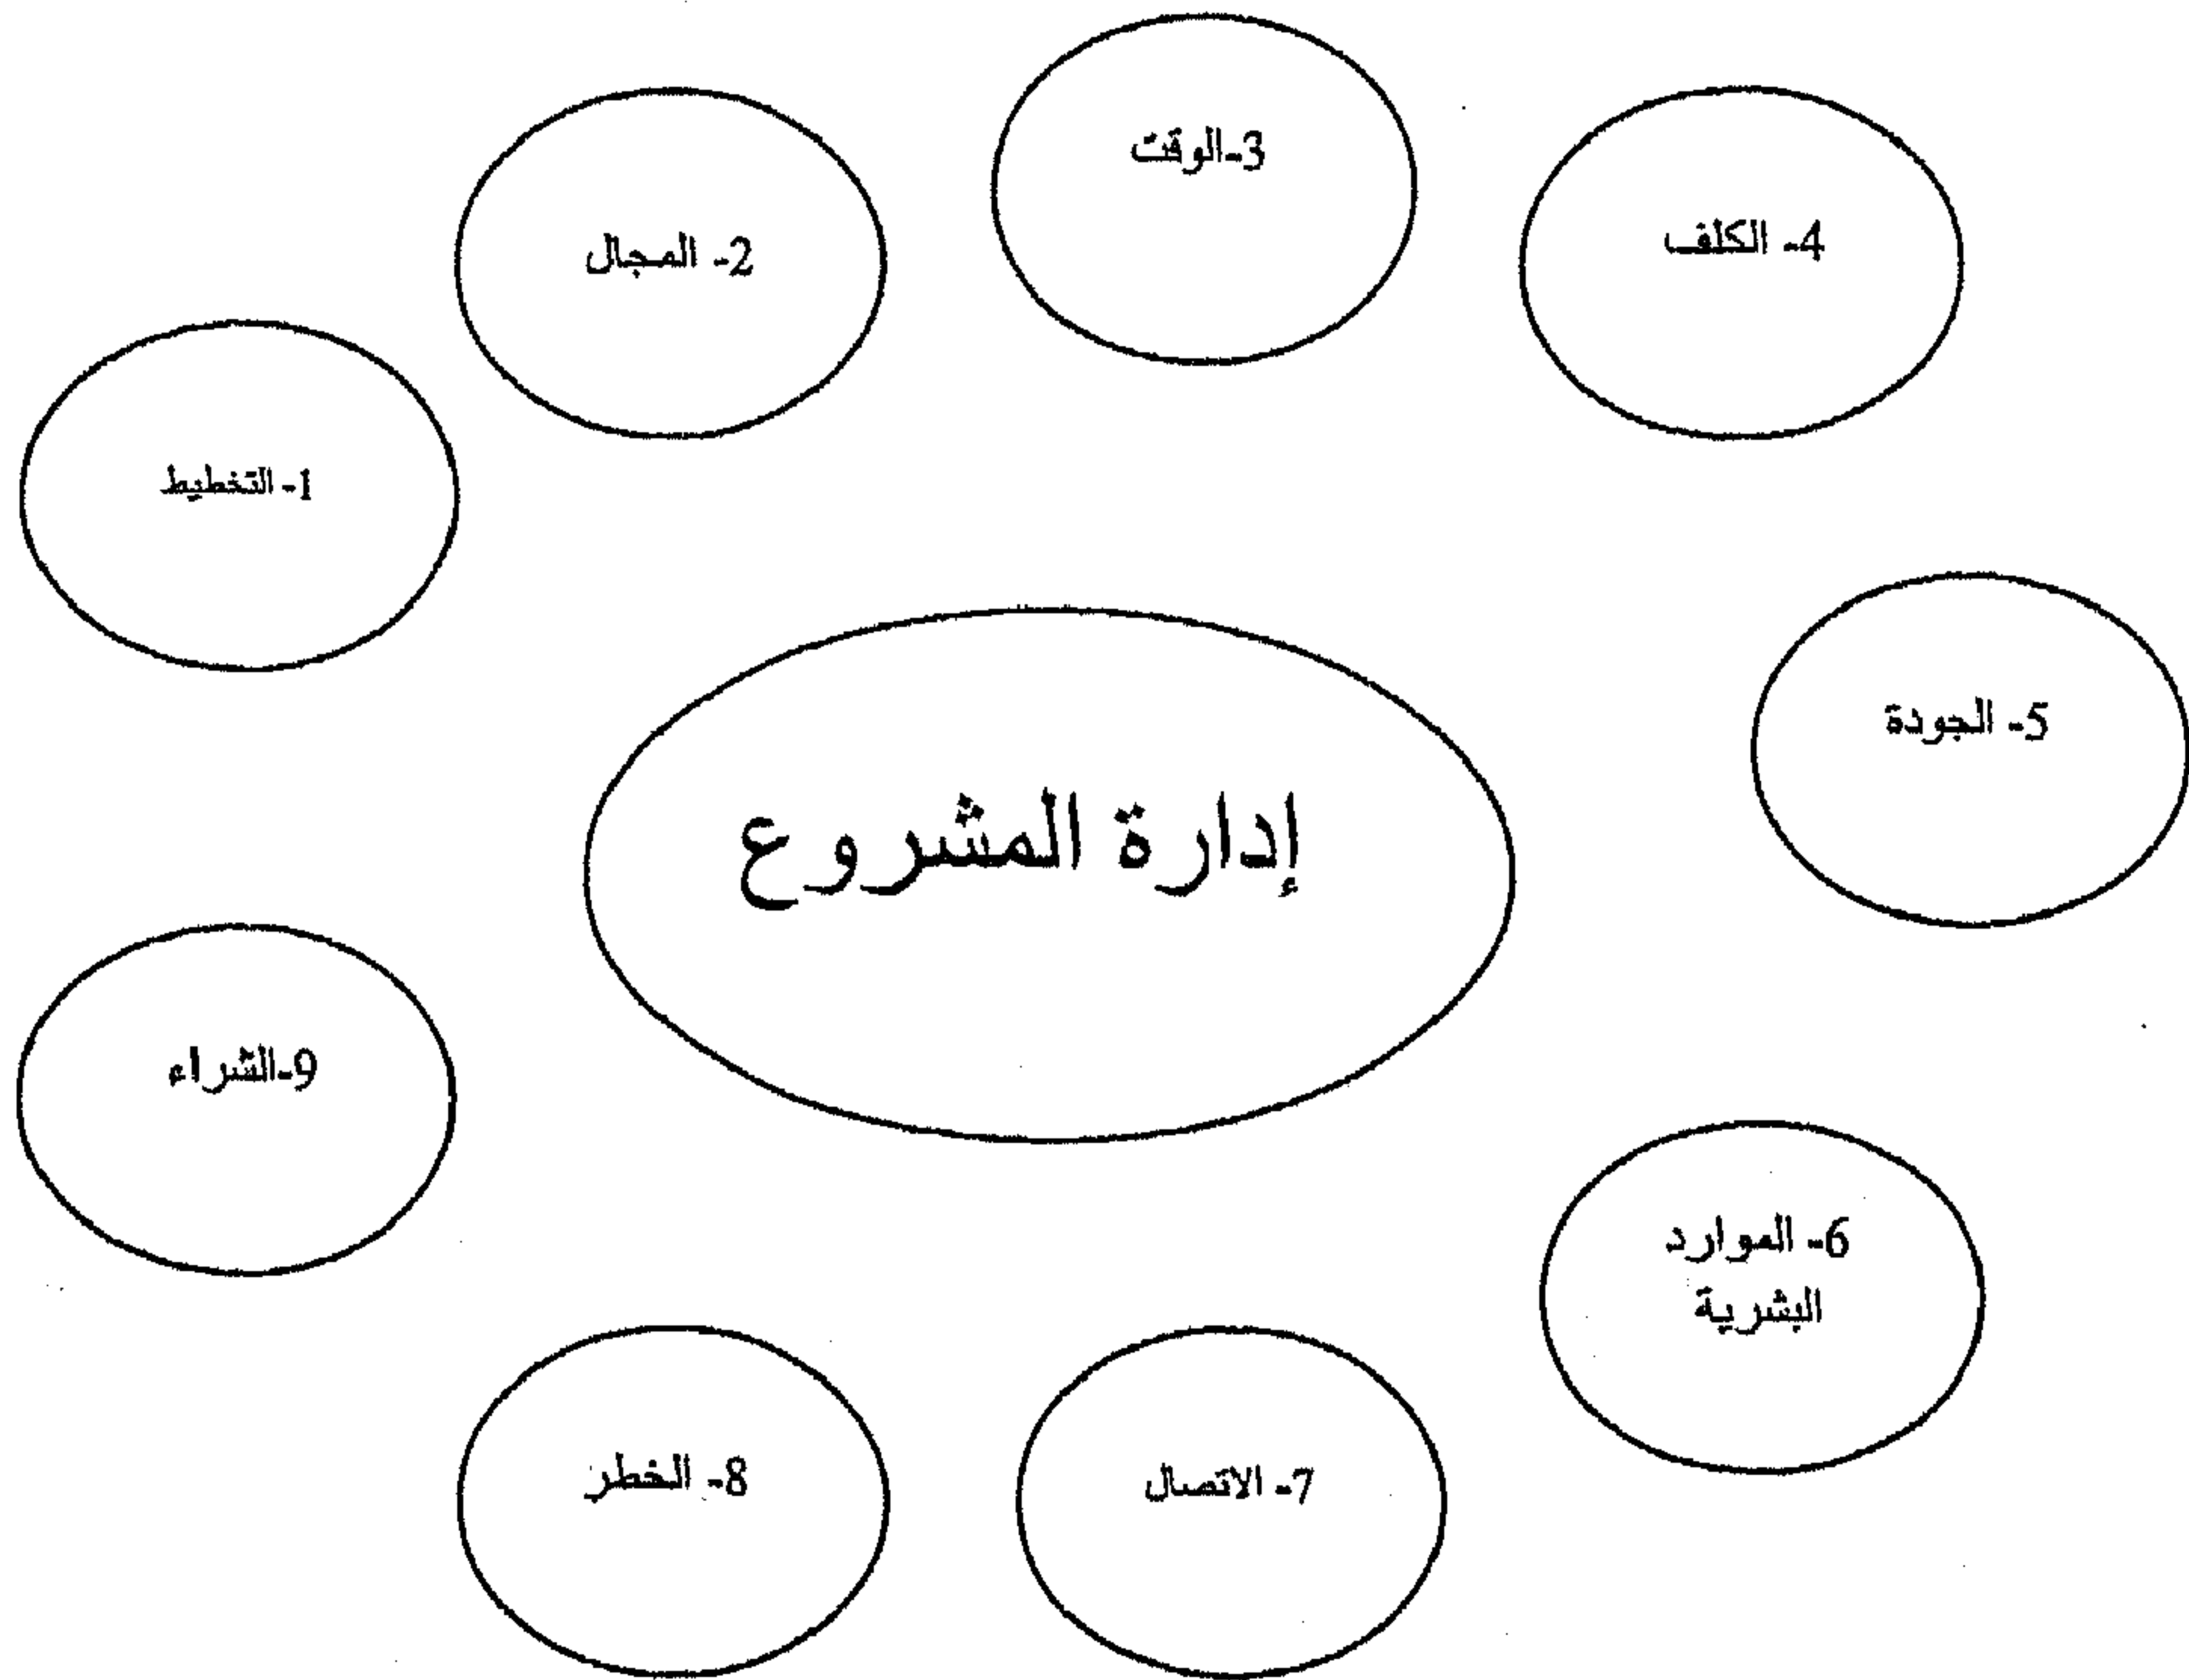 3-الوقت
4- الكلف
2- المجال
1- التخطيط
5- الجودة
إدارة المشروع
9-الشراء
6- الموارد
البشرية
7- الاتصال
8- الخطر